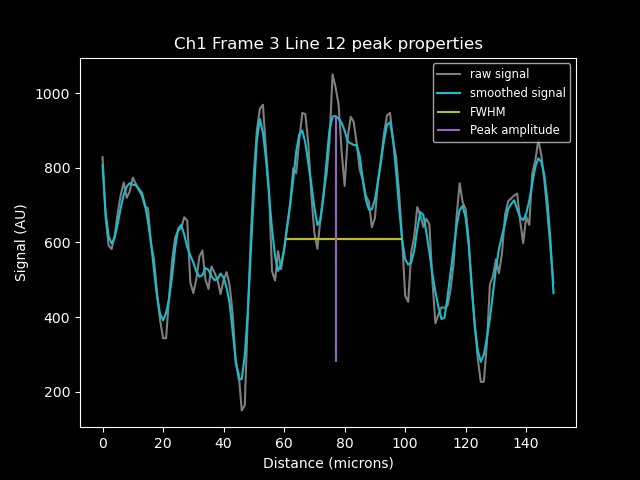 Ch1 Frame 3 Line 12 peak properties
raw signal
smoothed signal
FWHM
Peak amplitude
Signal (AU)
1000
800
600
400
200
0 20 40 60 80 100 120 140
Distance (microns)